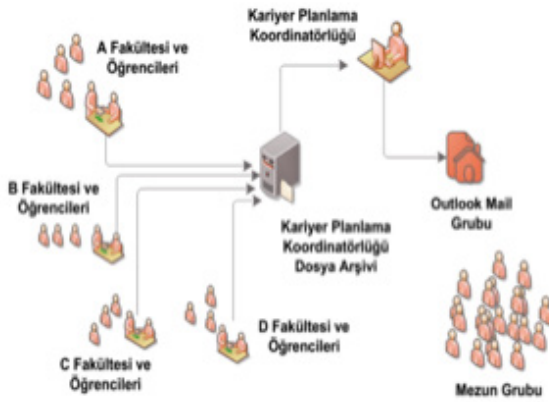 Kariyer Planlama
Koordinatörlüğü
A Fakültesi ve
Öğrencileri
B Fakültesi ve
Öğrencileri
Kariyer Planlama
Koordinatörlüğü
Dosya Arşivi
Outlook Mail
Grubu
C Fakültesi ve
Öğrencileri
D Fakültesi ve
Öğrencileri
Mezun Grubu